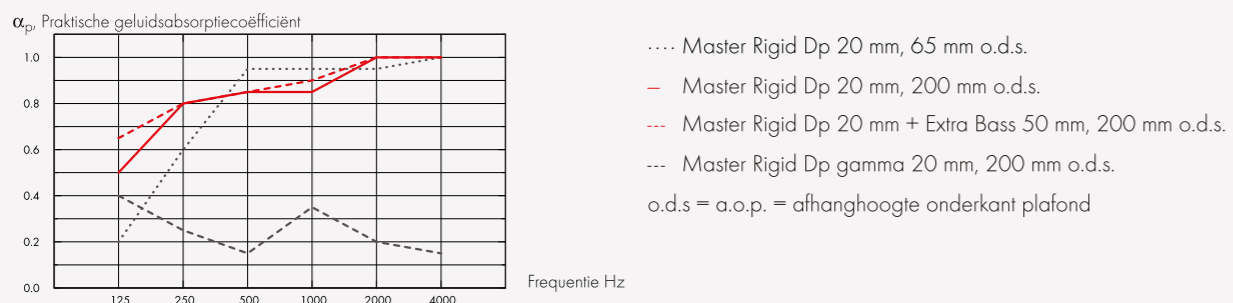 αp, Praktische geluidsabsorptiecoëfficiënt
1.0
0.8
0.6
0.4
0.2
0.0
125 250 500 1000 2000 4000
Frequentie Hz
Master Rigid Dp 20 mm, 65 mm o.d.s.
Master Rigid Dp 20 mm, 200 mm o.d.s.
Master Rigid Dp 20 mm + Extra Bass 50 mm, 200 mm o.d.s.
Master Rigid Dp gamma 20 mm, 200 mm o.d.s.
o.d.s = a.o.p. = afhanghoogte onderkant plafond